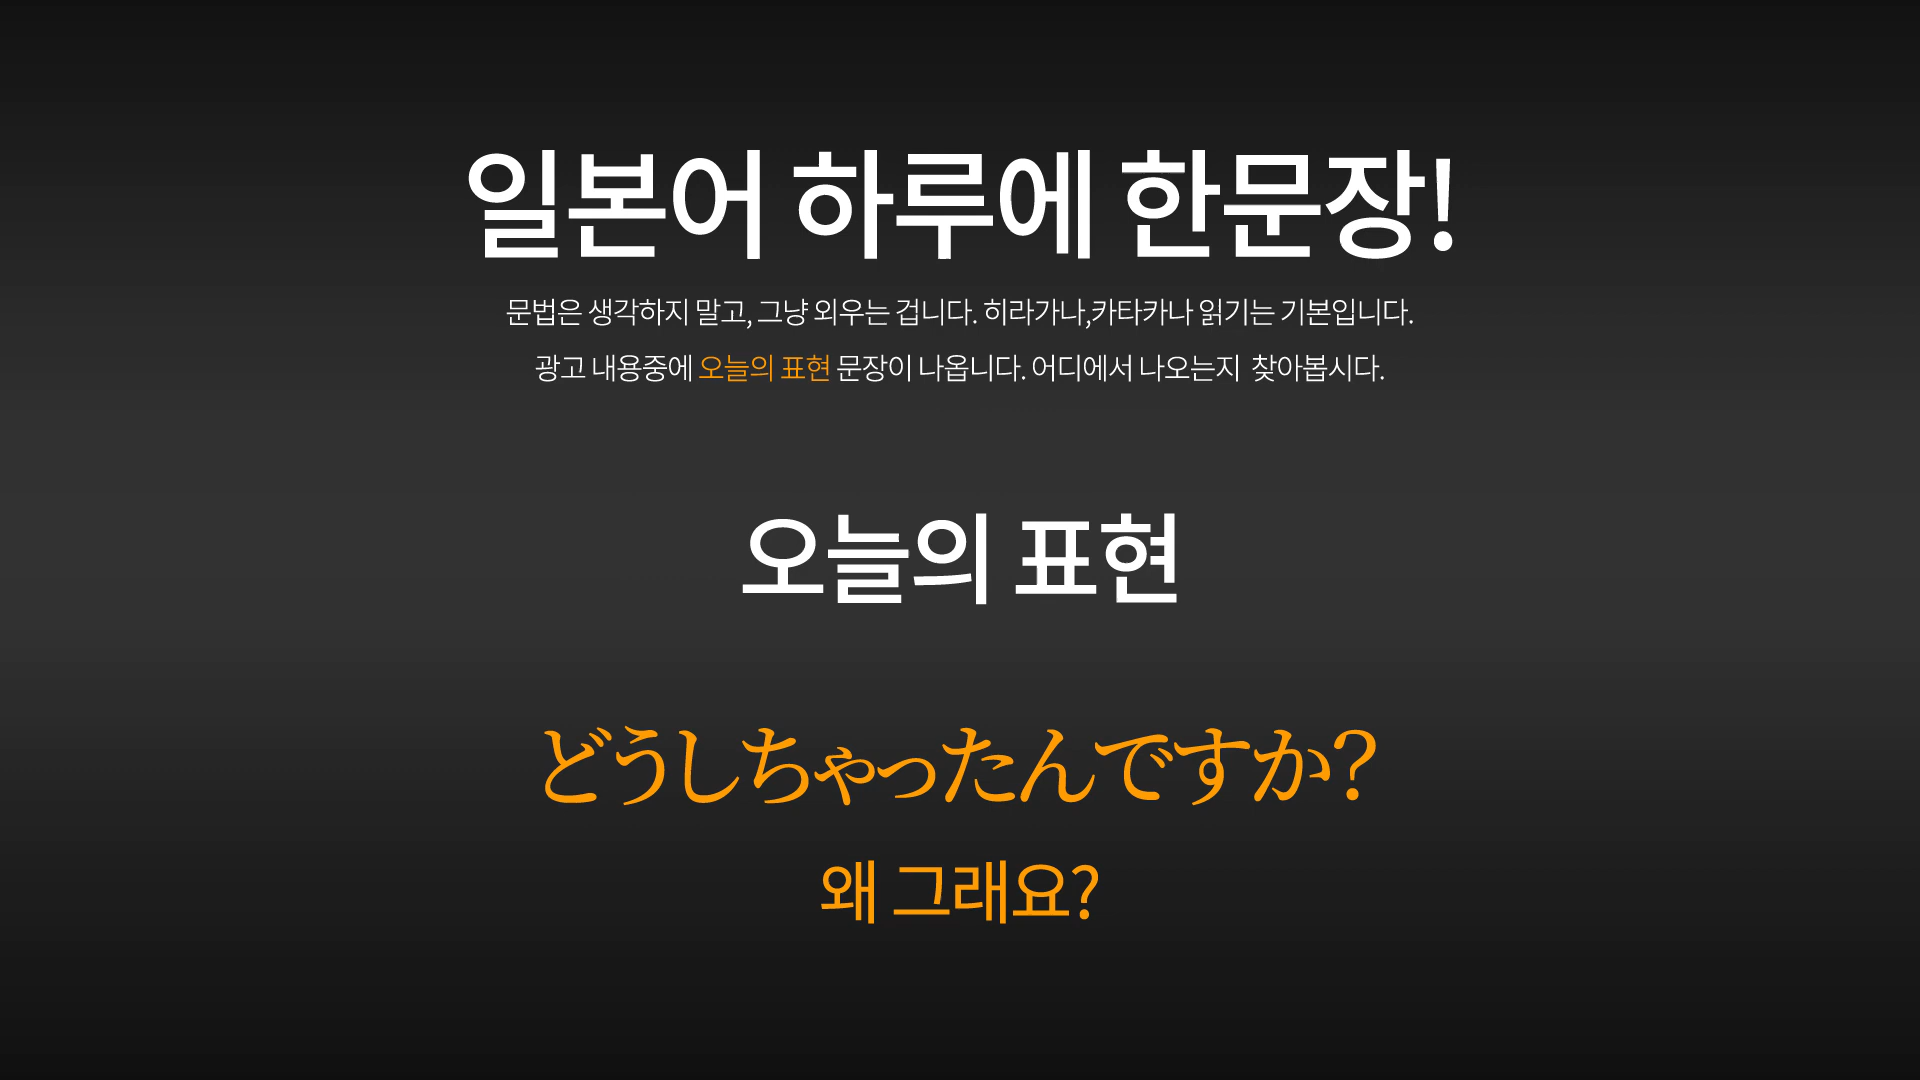 일본어 하루에 한문장!
문법은 생각하지 말고, 그냥 외우는 겁니다. 히라가나,카타카나 읽기는 기본입니다.
광고 내용중에 오늘의 표현 문장이 나옵니다. 어디에서 나오는지 찾아봅시다.
오늘의 표현
どうしちゃったんですか?
왜 그래요?